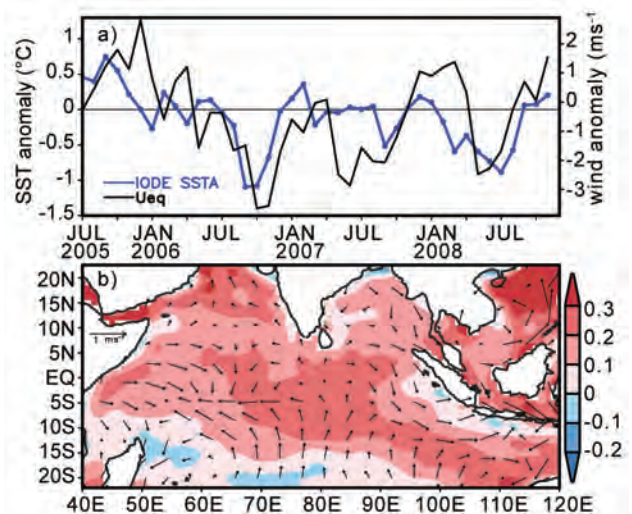 a)
SST anomaly (°C)
1
0.5
0
-0.5
-1
-1.5
IODE SSTA
Ueq
wind anomaly (ms⁻¹)
2
1
0
-1
-2
-3
JUL JAN JUL JAN JUL JAN JUL
2005 2006 2007 2008
b)
20N
15N
10N
5N
EQ
5S
10S
15S
20S
1 ms⁻¹
0.3
0.2
0.1
0
-0.1
-0.2
40E 50E 60E 70E 80E 90E 100E 110E 120E